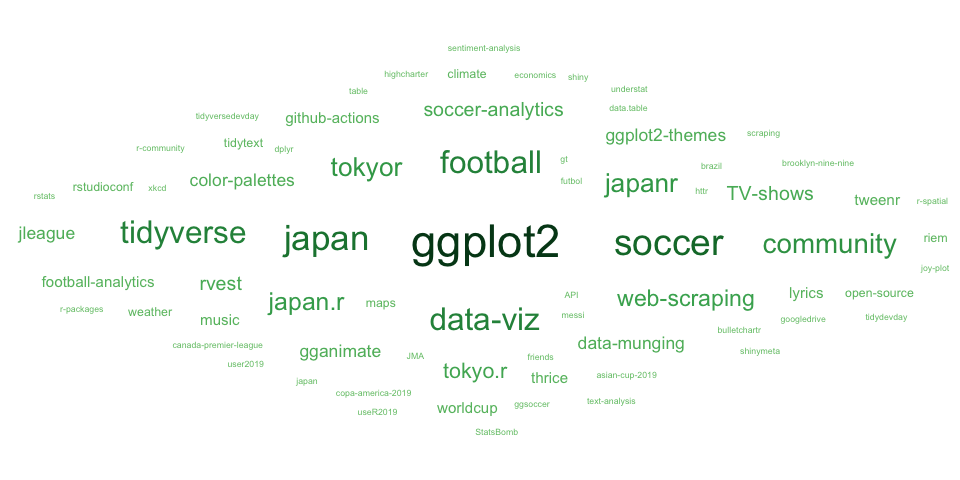 sentiment-analysis
highcharter climate economics shiny
table understat
soccer-analytics data.table
tidyversedevday github-actions
ggplot2-themes scraping
r-community tidytext dplyr
tokyor football gt brazil brooklyn-nine-nine
rstats rstudioconf xkcd color-palettes futbol japanr httr TV-shows
tweenr r-spatial
jleague tidyverse japan ggplot2 soccer community riem
joy-plot
football-analytics rvest
r-packages weather japan.r maps API web-scraping lyrics open-source
music data-viz messi googledrive tidydevday
bulletchartr
canada-premier-league gganimate JMA friends data-munging shinymeta
user2019
japan tokyo.r thrice asian-cup-2019
copa-america-2019
useR2019 worldcup ggsoccer text-analysis
StatsBomb